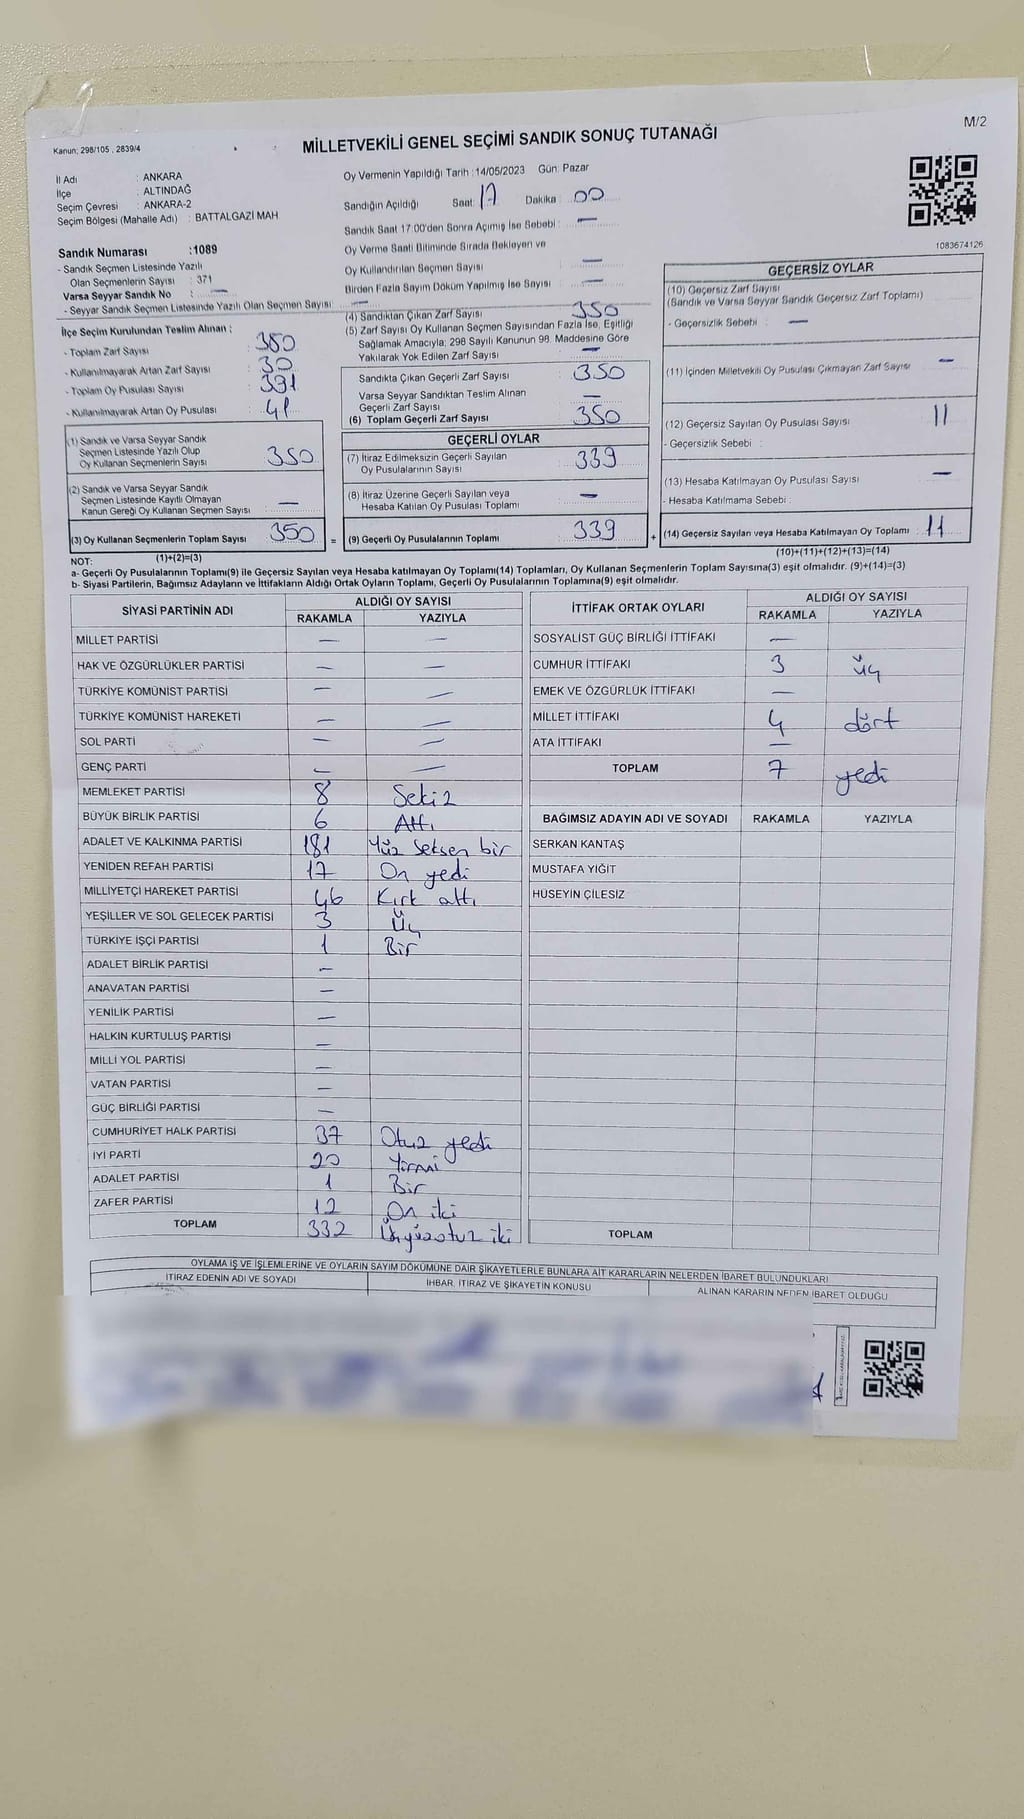 M/2
Kanun; 298/105 , 2839/4
MİLLETVEKİLİ GENEL SEÇİMİ SANDIK SONUÇ TUTANAĞI
İl Adı : ANKARA
İlçe : ALTINDAĞ
Seçim Çevresi : ANKARA-2
Seçim Bölgesi (Mahalle Adı) : BATTALGAZİ MAH
Oy Vermenin Yapıldığı Tarih :14/05/2023 Gün: Pazar
Sandığın Açıldığı Saat: 17 Dakika : 00
Sandık Saat 17:00'den Sonra Açılmış İse Sebebi : —
Oy Verme Saati Bitiminde Sırada Bekleyen ve
Oy Kullandırılan Seçmen Sayısı —
Birden Fazla Sayım Döküm Yapılmış İse Sayısı —
1083674126
Sandık Numarası :1089
- Sandık Seçmen Listesinde Yazılı
Olan Seçmenlerin Sayısı : 371
Varsa Seyyar Sandık No : —
- Seyyar Sandık Seçmen Listesinde Yazılı Olan Seçmen Sayısı : —
İlçe Seçim Kurulundan Teslim Alınan :
- Toplam Zarf Sayısı 380
- Kullanılmayarak Artan Zarf Sayısı 30
- Toplam Oy Pusulası Sayısı 391
- Kullanılmayarak Artan Oy Pusulası 41
(1) Sandık ve Varsa Seyyar Sandık
Seçmen Listesinde Yazılı Olup
Oy Kullanan Seçmenlerin Sayısı 350
(2) Sandık ve Varsa Seyyar Sandık
Seçmen Listesinde Kayıtlı Olmayan
Kanun Gereği Oy Kullanan Seçmen Sayısı —
(3) Oy Kullanan Seçmenlerin Toplam Sayısı 350 =
(1)+(2)=(3)
(4) Sandıktan Çıkan Zarf Sayısı 350
(5) Zarf Sayısı Oy Kullanan Seçmen Sayısından Fazla İse, Eşitliği
Sağlamak Amacıyla; 298 Sayılı Kanunun 98. Maddesine Göre
Yakılarak Yok Edilen Zarf Sayısı —
Sandıkta Çıkan Geçerli Zarf Sayısı 350
Varsa Seyyar Sandıktan Teslim Alınan
Geçerli Zarf Sayısı —
(6) Toplam Geçerli Zarf Sayısı 350
GEÇERLİ OYLAR
(7) İtiraz Edilmeksizin Geçerli Sayılan
Oy Pusulalarının Sayısı 339
(8) İtiraz Üzerine Geçerli Sayılan veya
Hesaba Katılan Oy Pusulası Toplamı —
(9) Geçerli Oy Pusulalarının Toplamı 339 +
GEÇERSİZ OYLAR
(10) Geçersiz Zarf Sayısı
(Sandık ve Varsa Seyyar Sandık Geçersiz Zarf Toplamı)
- Geçersizlik Sebebi : —
(11) İçinden Milletvekili Oy Pusulası Çıkmayan Zarf Sayısı —
(12) Geçersiz Sayılan Oy Pusulası Sayısı 11
- Geçersizlik Sebebi :
(13) Hesaba Katılmayan Oy Pusulası Sayısı —
- Hesaba Katılmama Sebebi :
(14) Geçersiz Sayılan veya Hesaba Katılmayan Oy Toplamı : 11
(10)+(11)+(12)+(13)=(14)
NOT:
a- Geçerli Oy Pusulalarının Toplamı(9) ile Geçersiz Sayılan veya Hesaba katılmayan Oy Toplamı(14) Toplamları, Oy Kullanan Seçmenlerin Toplam Sayısına(3) eşit olmalıdır. (9)+(14)=(3)
b- Siyasi Partilerin, Bağımsız Adayların ve İttifakların Aldığı Ortak Oyların Toplamı, Geçerli Oy Pusulalarının Toplamına(9) eşit olmalıdır.
SİYASİ PARTİNİN ADI
ALDIĞI OY SAYISI
RAKAMLA YAZIYLA
MİLLET PARTİSİ — —
HAK VE ÖZGÜRLÜKLER PARTİSİ — —
TÜRKİYE KOMÜNİST PARTİSİ — —
TÜRKİYE KOMÜNİST HAREKETİ — —
SOL PARTİ — —
GENÇ PARTİ — —
MEMLEKET PARTİSİ 8 Sekiz
BÜYÜK BİRLİK PARTİSİ 6 Altı
ADALET VE KALKINMA PARTİSİ 181 Yüz seksen bir
YENİDEN REFAH PARTİSİ 17 On yedi
MİLLİYETÇİ HAREKET PARTİSİ 46 Kırk altı
YEŞİLLER VE SOL GELECEK PARTİSİ 3 Üç
TÜRKİYE İŞÇİ PARTİSİ 1 Bir
ADALET BİRLİK PARTİSİ —
ANAVATAN PARTİSİ —
YENİLİK PARTİSİ —
HALKIN KURTULUŞ PARTİSİ —
MİLLİ YOL PARTİSİ —
VATAN PARTİSİ —
GÜÇ BİRLİĞİ PARTİSİ —
CUMHURİYET HALK PARTİSİ 37 Otuz yedi
İYİ PARTİ 20 Yirmi
ADALET PARTİSİ 1 Bir
ZAFER PARTİSİ 12 On iki
TOPLAM 332 Üçyüzotuz iki
İTTİFAK ORTAK OYLARI
ALDIĞI OY SAYISI
RAKAMLA YAZIYLA
SOSYALİST GÜÇ BİRLİĞİ İTTİFAKI —
CUMHUR İTTİFAKI 3 üç
EMEK VE ÖZGÜRLÜK İTTİFAKI —
MİLLET İTTİFAKI 4 dört
ATA İTTİFAKI —
TOPLAM 7 yedi
BAĞIMSIZ ADAYIN ADI VE SOYADI RAKAMLA YAZIYLA
SERKAN KANTAŞ
MUSTAFA YİĞİT
HÜSEYİN ÇİLESİZ
TOPLAM
OYLAMA İŞ VE İŞLEMLERİNE VE OYLARIN SAYIM DÖKÜMÜNE DAİR ŞİKAYETLERLE BUNLARA AİT KARARLARIN NELERDEN İBARET BULUNDUKLARI
İTİRAZ EDENİN ADI VE SOYADI
İHBAR, İTİRAZ VE ŞİKAYETİN KONUSU
ALINAN KARARIN NEDEN İBARET OLDUĞU